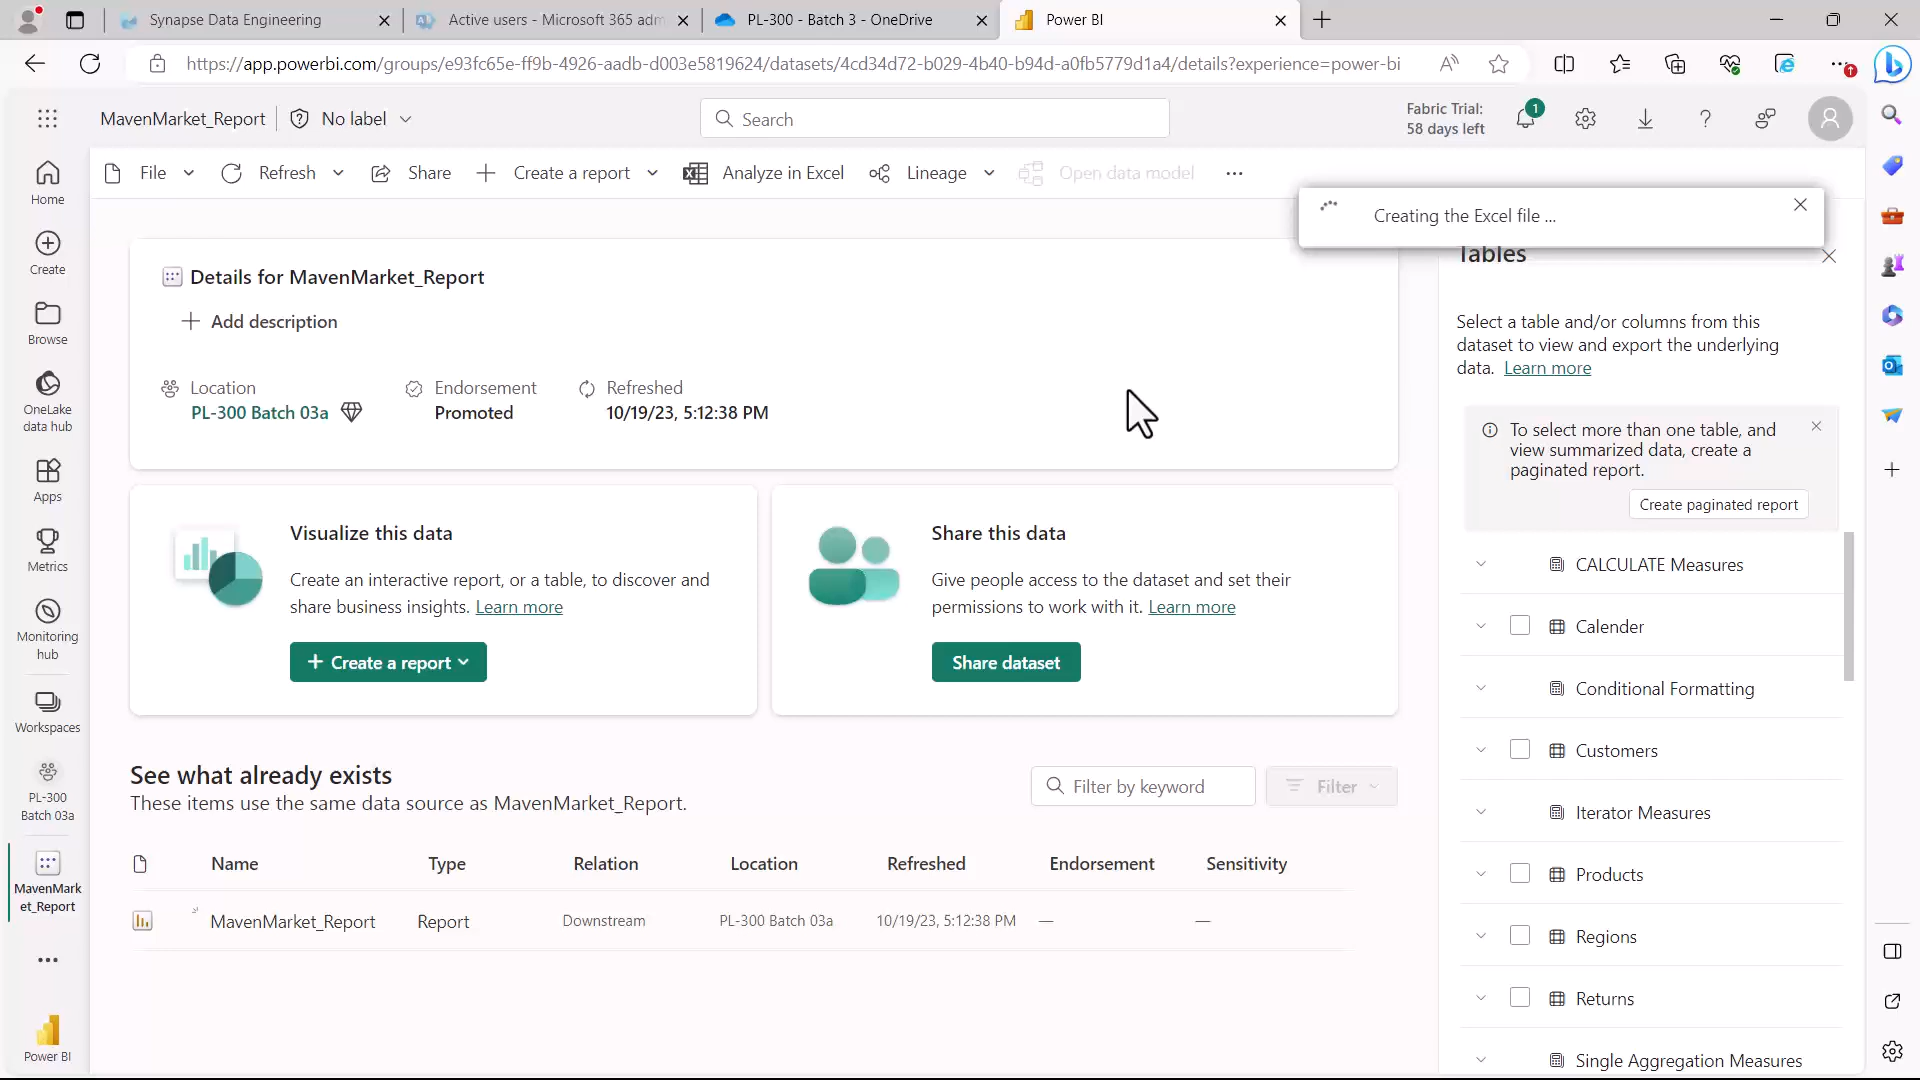 Synapse Data Engineering
Active users - Microsoft 365 adm
PL-300 - Batch 3 - OneDrive
Power BI
https://app.powerbi.com/groups/e93fc65e-ff9b-4926-aadb-d003e5819624/datasets/4cd34d72-b029-4b40-b94d-a0fb5779d1a4/details?experience=power-bi
MavenMarket_Report
No label
Search
Fabric Trial:
58 days left
1
File
Refresh
Share
Create a report
Analyze in Excel
Lineage
Open data model
Creating the Excel file ...
Home
Create
Browse
OneLake
data hub
Apps
Metrics
Monitoring
hub
Workspaces
PL-300
Batch 03a
MavenMark
et_Report
Power BI
Details for MavenMarket_Report
Add description
Location
PL-300 Batch 03a
Endorsement
Promoted
Refreshed
10/19/23, 5:12:38 PM
Visualize this data
Create an interactive report, or a table, to discover and
share business insights. Learn more
Create a report
Share this data
Give people access to the dataset and set their
permissions to work with it. Learn more
Share dataset
See what already exists
These items use the same data source as MavenMarket_Report.
Filter by keyword
Filter
Name Type Relation Location Refreshed Endorsement Sensitivity
MavenMarket_Report Report Downstream PL-300 Batch 03a 10/19/23, 5:12:38 PM — —
Tables
Select a table and/or columns from this
dataset to view and export the underlying
data. Learn more
To select more than one table, and
view summarized data, create a
paginated report.
Create paginated report
CALCULATE Measures
Calender
Conditional Formatting
Customers
Iterator Measures
Products
Regions
Returns
Single Aggregation Measures